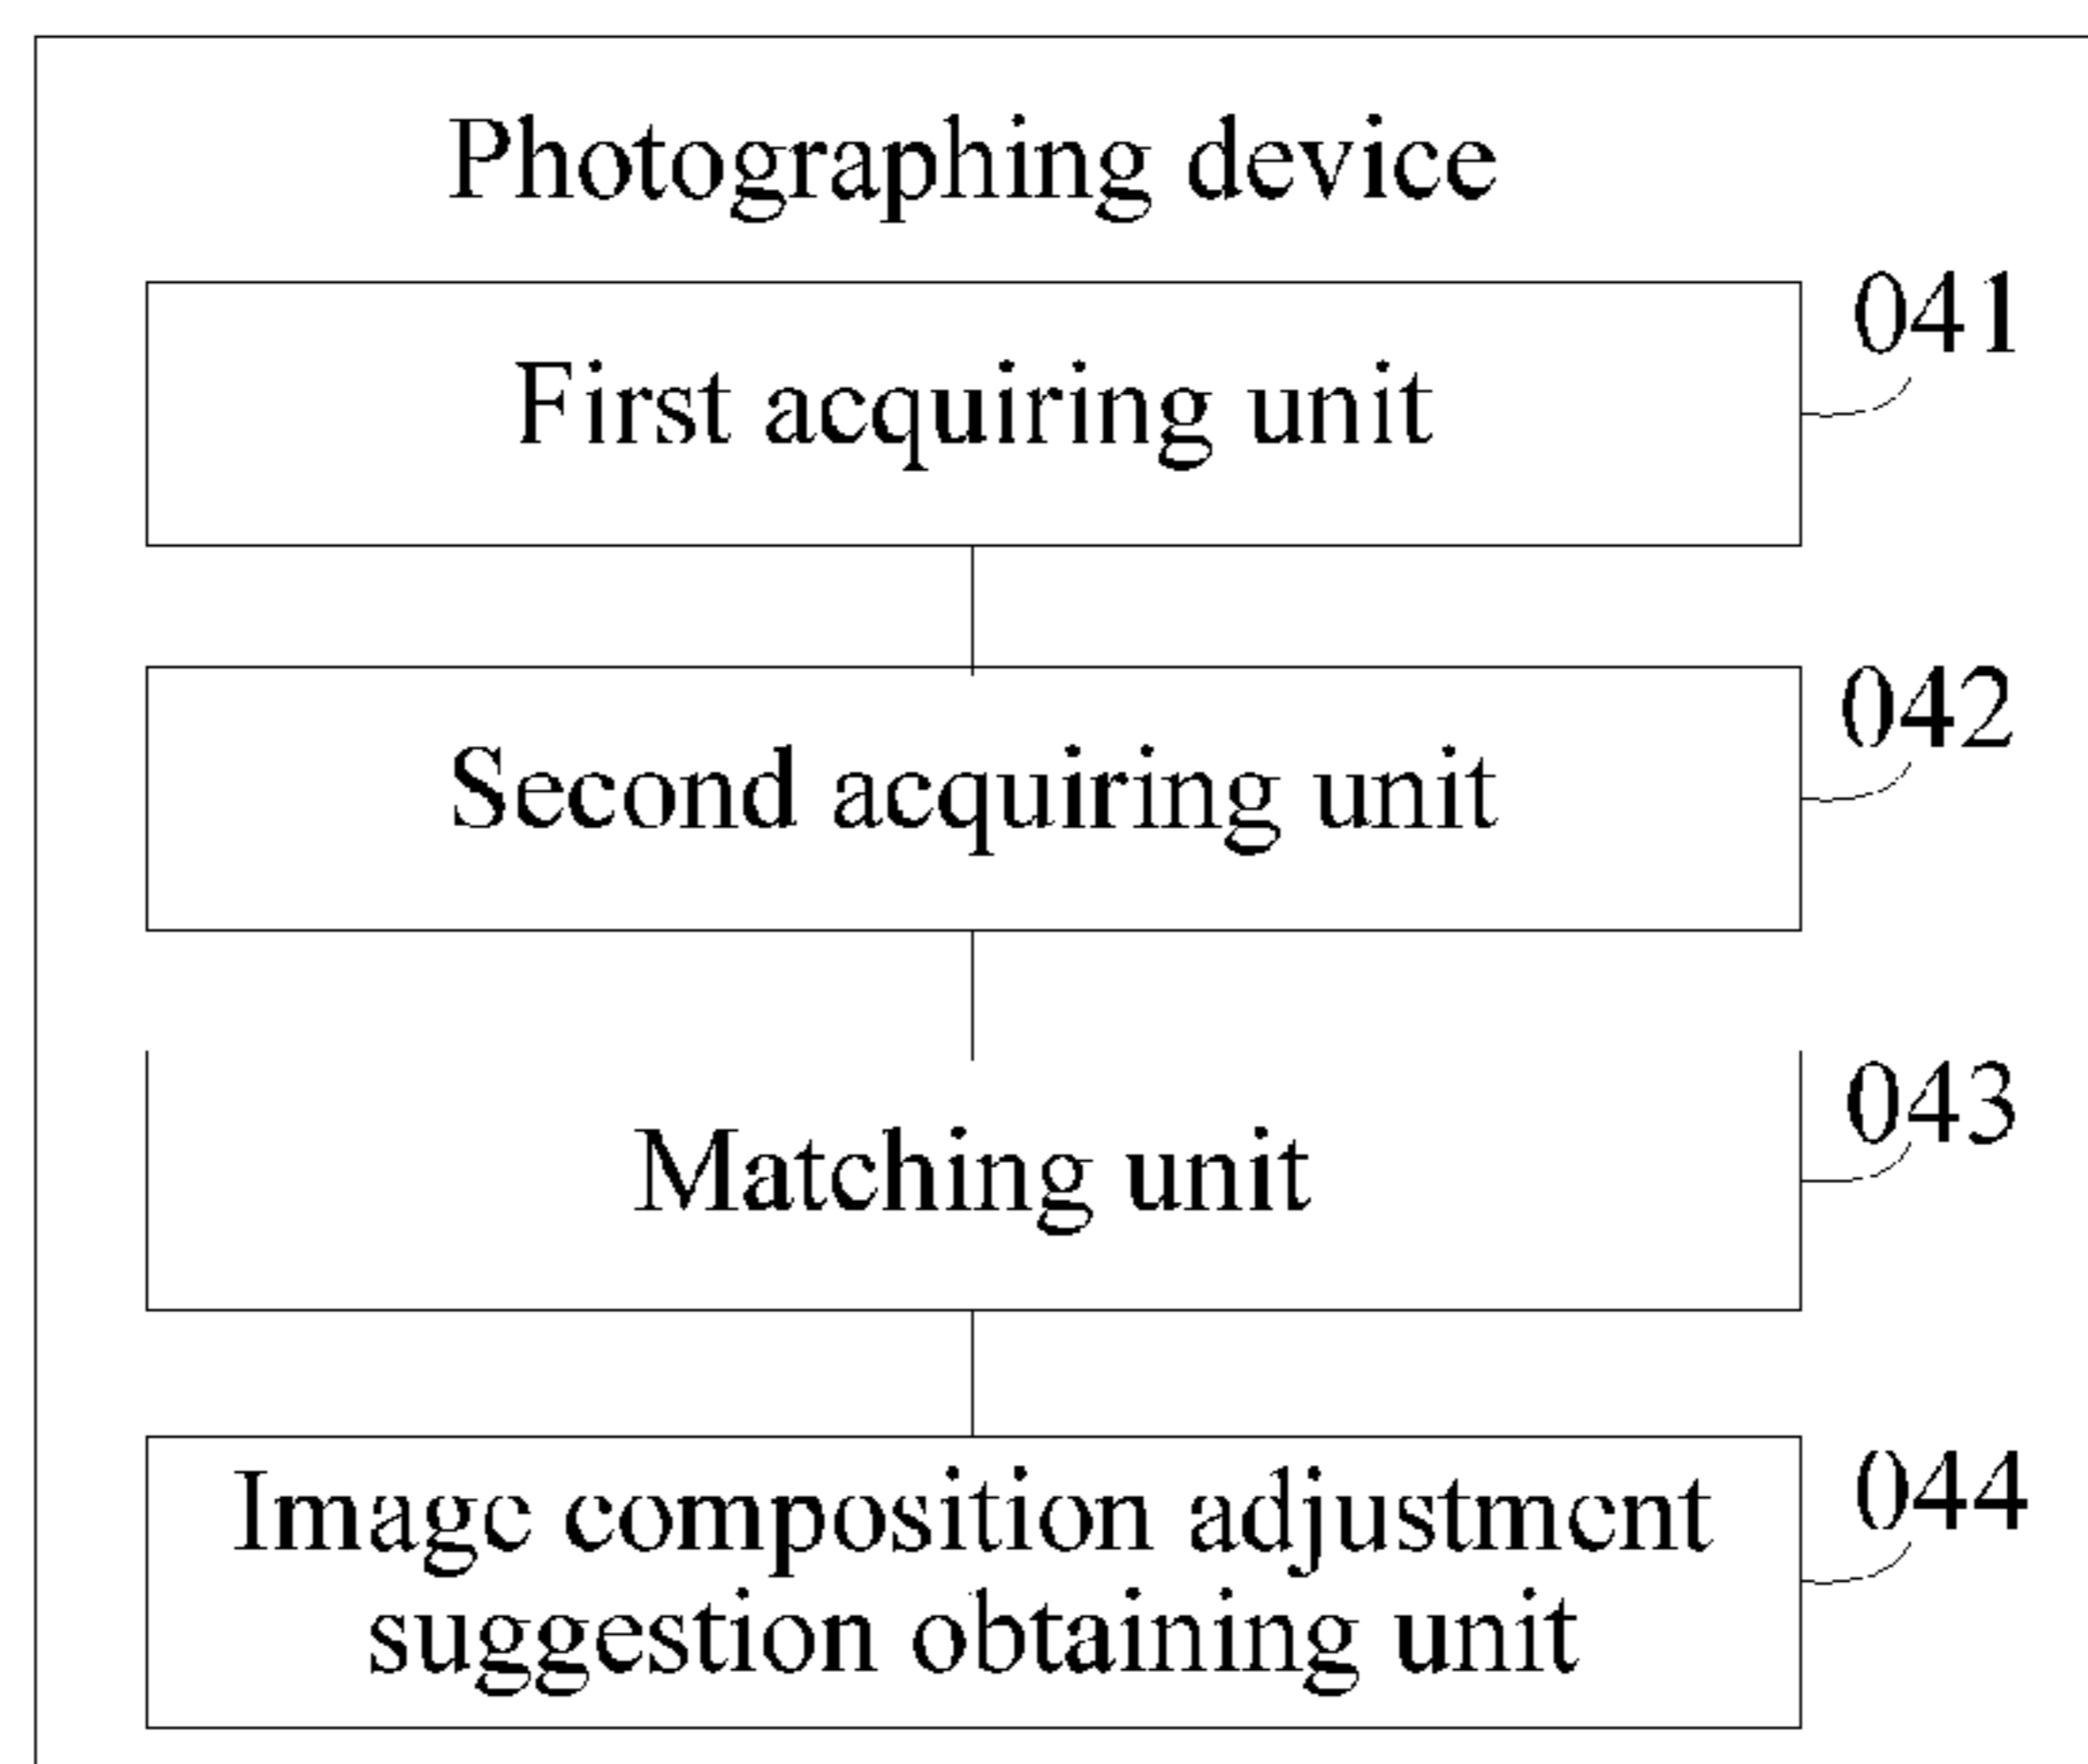 Photographing device
041
First acquiring unit
042
Second acquiring unit
043
Matching unit
044
Image composition adjustment
suggestion obtaining unit